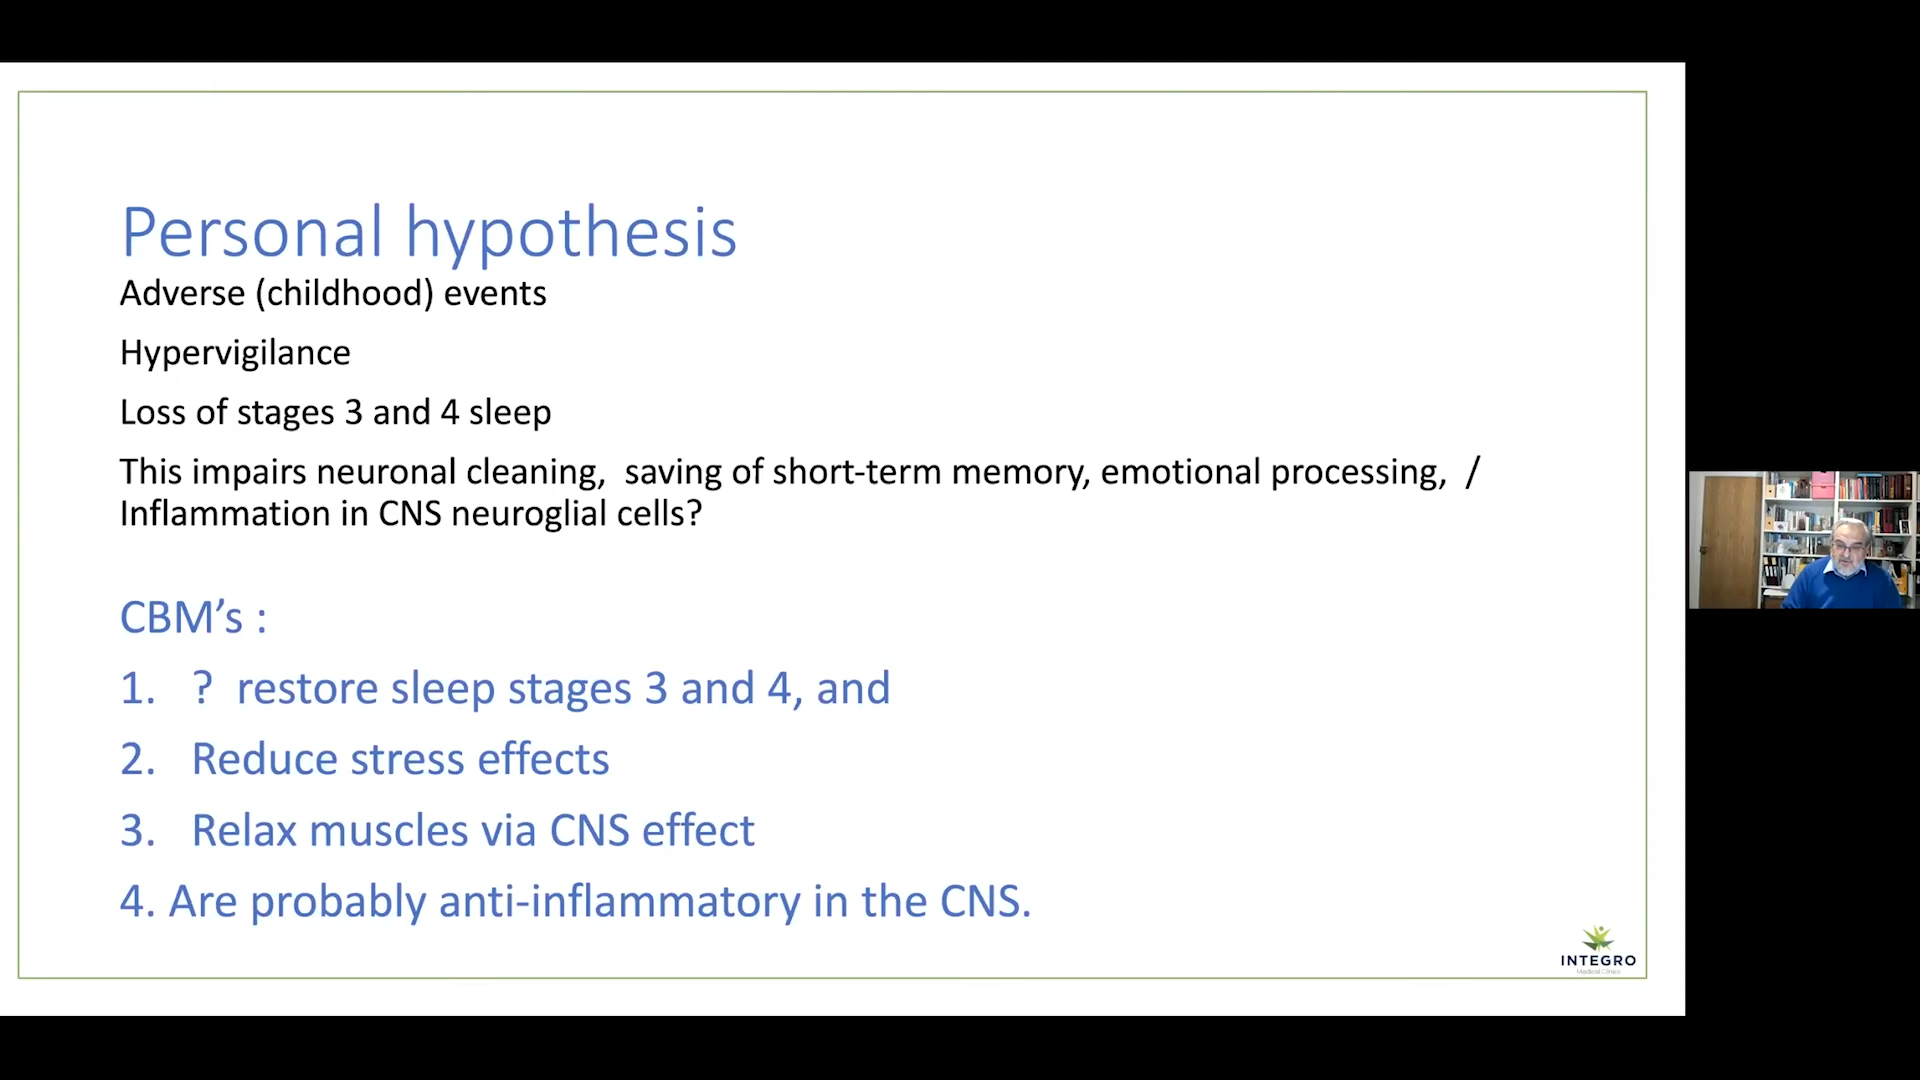 Personal hypothesis
Adverse (childhood) events
Hypervigilance
Loss of stages 3 and 4 sleep
This impairs neuronal cleaning,  saving of short-term memory, emotional processing,  /
Inflammation in CNS neuroglial cells?
CBM’s :
1.   ?  restore sleep stages 3 and 4, and
2.   Reduce stress effects
3.   Relax muscles via CNS effect
4. Are probably anti-inflammatory in the CNS.
INTEGRO
Medical Clinics